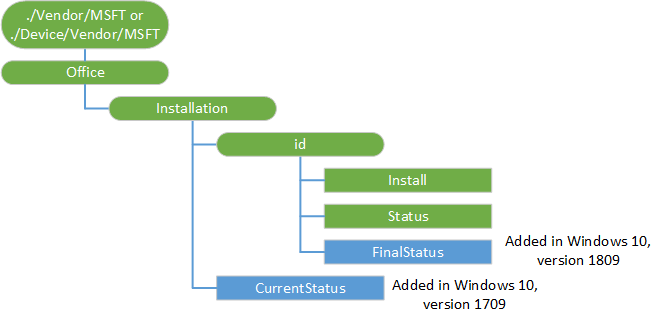 ./Vendor/MSFT or
./Device/Vendor/MSFT
Office
Installation
id
Install
Status
FinalStatus
Added in Windows 10,
version 1809
CurrentStatus
Added in Windows 10,
version 1709